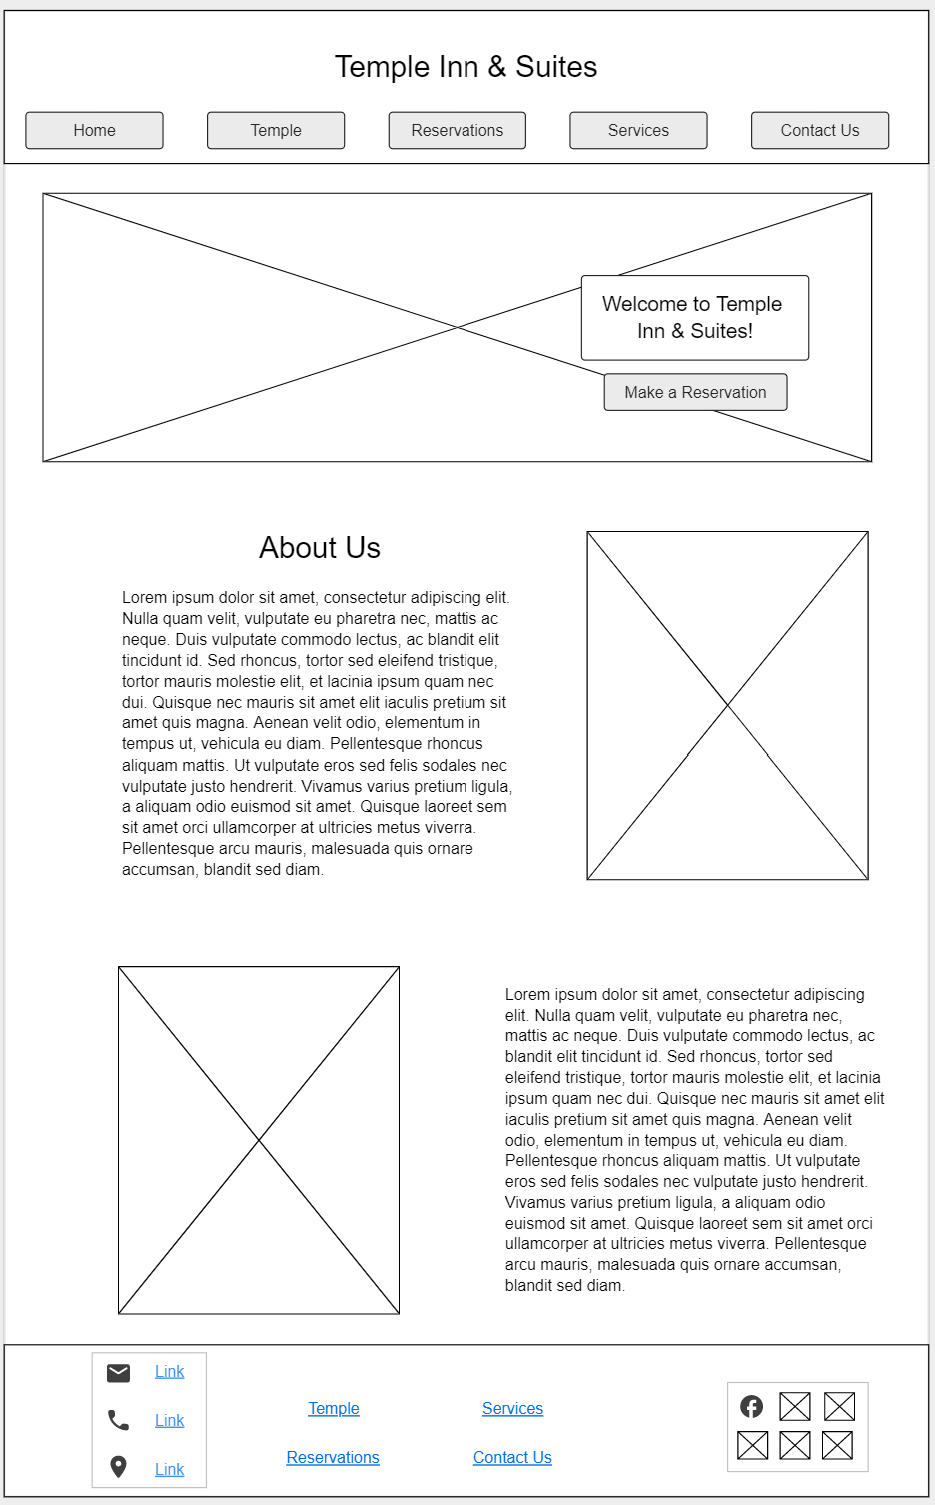 Temple Inn & Suites
Home
Temple
Reservations
Services
Contact Us
Welcome to Temple
Inn & Suites!
Make a Reservation
About Us
Lorem ipsum dolor sit amet, consectetur adipiscing elit.
Nulla quam velit, vulputate eu pharetra nec, mattis ac
neque. Duis vulputate commodo lectus, ac blandit elit
tincidunt id. Sed rhoncus, tortor sed eleifend tristique,
tortor mauris molestie elit, et lacinia ipsum quam nec
dui. Quisque nec mauris sit amet elit iaculis pretium sit
amet quis magna. Aenean velit odio, elementum in
tempus ut, vehicula eu diam. Pellentesque rhoncus
aliquam mattis. Ut vulputate eros sed felis sodales nec
vulputate justo hendrerit. Vivamus varius pretium ligula,
a aliquam odio euismod sit amet. Quisque laoreet sem
sit amet orci ullamcorper at ultricies metus viverra.
Pellentesque arcu mauris, malesuada quis ornare
accumsan, blandit sed diam.
Lorem ipsum dolor sit amet, consectetur adipiscing
elit. Nulla quam velit, vulputate eu pharetra nec,
mattis ac neque. Duis vulputate commodo lectus, ac
blandit elit tincidunt id. Sed rhoncus, tortor sed
eleifend tristique, tortor mauris molestie elit, et lacinia
ipsum quam nec dui. Quisque nec mauris sit amet elit
iaculis pretium sit amet quis magna. Aenean velit
odio, elementum in tempus ut, vehicula eu diam.
Pellentesque rhoncus aliquam mattis. Ut vulputate
eros sed felis sodales nec vulputate justo hendrerit.
Vivamus varius pretium ligula, a aliquam odio
euismod sit amet. Quisque laoreet sem sit amet orci
ullamcorper at ultricies metus viverra. Pellentesque
arcu mauris, malesuada quis ornare accumsan,
blandit sed diam.
Link
Link
Link
Temple
Services
Reservations
Contact Us